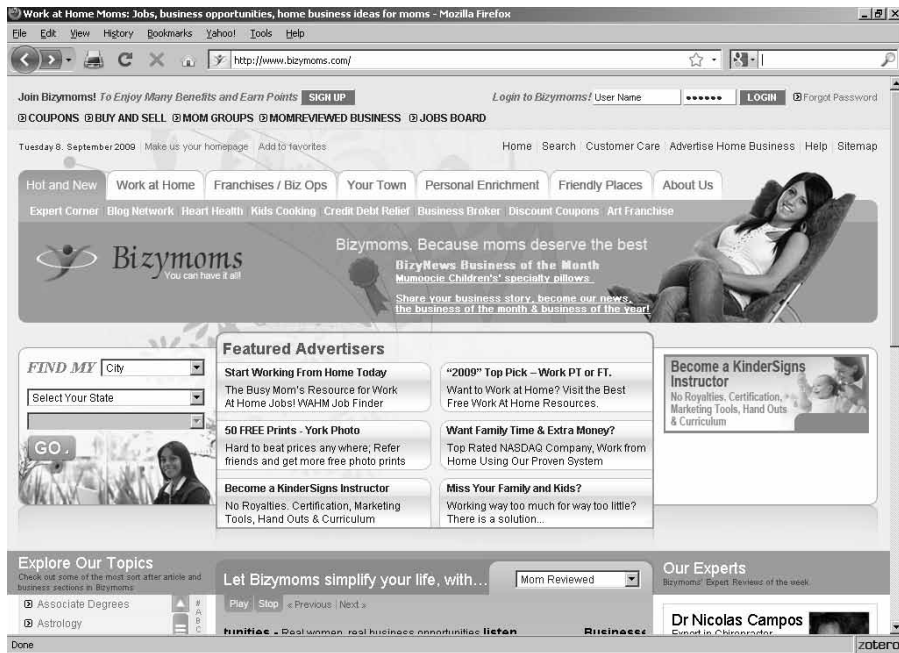 Work at Home Moms: Jobs, business opportunities, home business ideas for moms - Mozilla Firefox
File Edit View History Bookmarks Yahoo! Tools Help
http://www.bizymoms.com/
Join Bizymoms! To Enjoy Many Benefits and Earn Points SIGN UP Login to Bizymoms! User Name •••••• LOGIN Forgot Password
COUPONS BUY AND SELL MOM GROUPS MOMREVIEWED BUSINESS JOBS BOARD
Tuesday 8. September 2009 Make us your homepage Add to favorites Home Search Customer Care Advertise Home Business Help Sitemap
Hot and New Work at Home Franchises / Biz Ops Your Town Personal Enrichment Friendly Places About Us
Expert Corner Blog Network Heart Health Kids Cooking Credit Debt Relief Business Broker Discount Coupons Art Franchise
Bizymoms
You can have it all!
Bizymoms, Because moms deserve the best
BizyNews Business of the Month
Mumoocie Children's' specialty pillows
Share your business story, become our news,
the business of the month & business of the year!
FIND MY City
Select Your State
GO
Featured Advertisers
Start Working From Home Today
The Busy Mom's Resource for Work
At Home Jobs! WAHM Job Finder
"2009" Top Pick – Work PT or FT.
Want to Work at Home? Visit the Best
Free Work At Home Resources.
50 FREE Prints - York Photo
Hard to beat prices anywhere; Refer
friends and get more free photo prints
Want Family Time & Extra Money?
Top Rated NASDAQ Company, Work from
Home Using Our Proven System
Become a KinderSigns Instructor
No Royalties. Certification, Marketing
Tools, Hand Outs & Curriculum
Miss Your Family and Kids?
Working way too much for way too little?
There is a solution...
Become a KinderSigns
Instructor
No Royalties. Certification,
Marketing Tools, Hand Outs
& Curriculum
Explore Our Topics
Check out some of the most sort after article and
business sections in Bizymoms
Associate Degrees
Astrology
#
A
B
C
Let Bizymoms simplify your life, with... Mom Reviewed
Play Stop « Previous | Next »
tunities - Real women, real business opportunities listen Business
Our Experts
Bizymoms' Expert Reviews of the week
Dr Nicolas Campos
Expert in Chiropractor
Done zotero